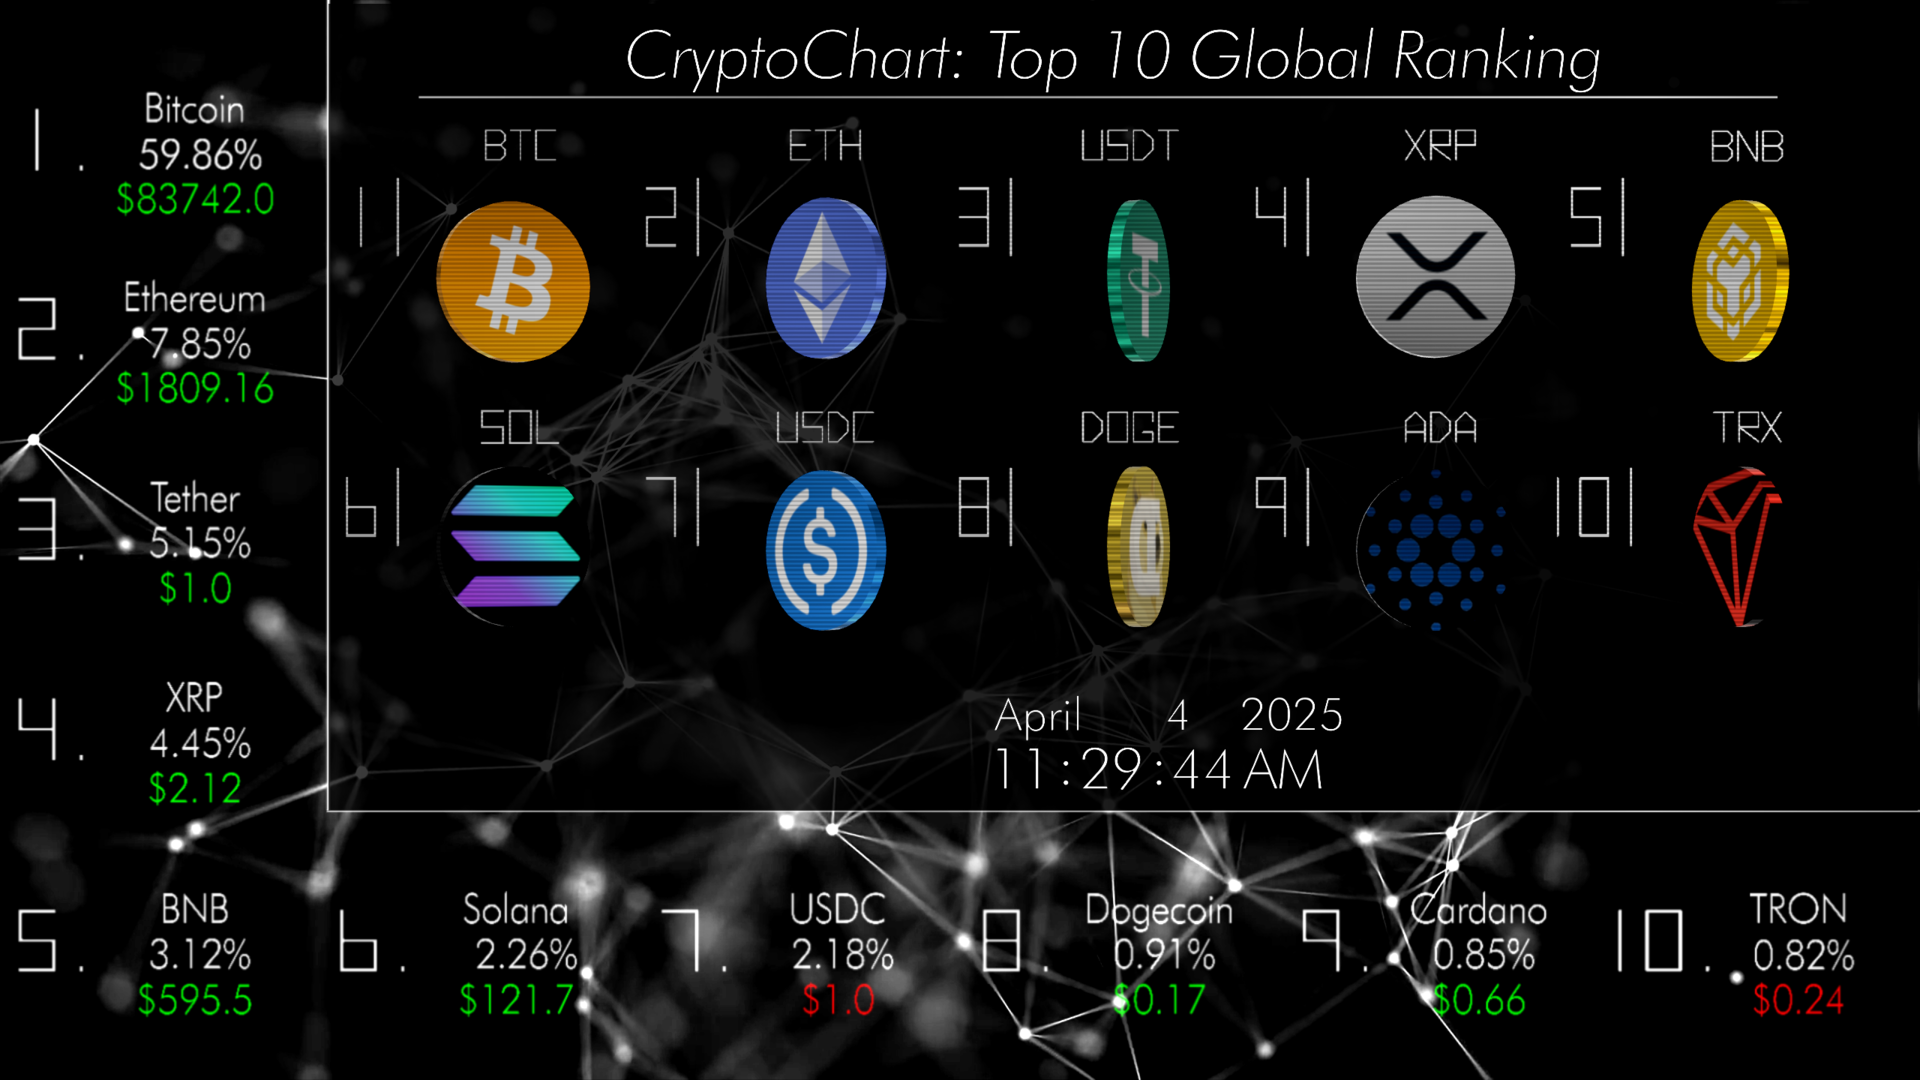 CryptoChart: Top 10 Global Ranking
1. Bitcoin
59.86%
$83742.0
2. Ethereum
7.85%
$1809.16
3. Tether
5.15%
$1.0
4. XRP
4.45%
$2.12
BTC ETH USDT XRP BNB
1| 2| 3| 4| 5|
SOL USDC DOGE ADA TRX
6| 7| 8| 9| 10|
April 4 2025
11:29:44 AM
5. BNB
3.12%
$595.5
6. Solana
2.26%
$121.7
7. USDC
2.18%
$1.0
8. Dogecoin
0.91%
$0.17
9. Cardano
0.85%
$0.66
10. TRON
0.82%
$0.24